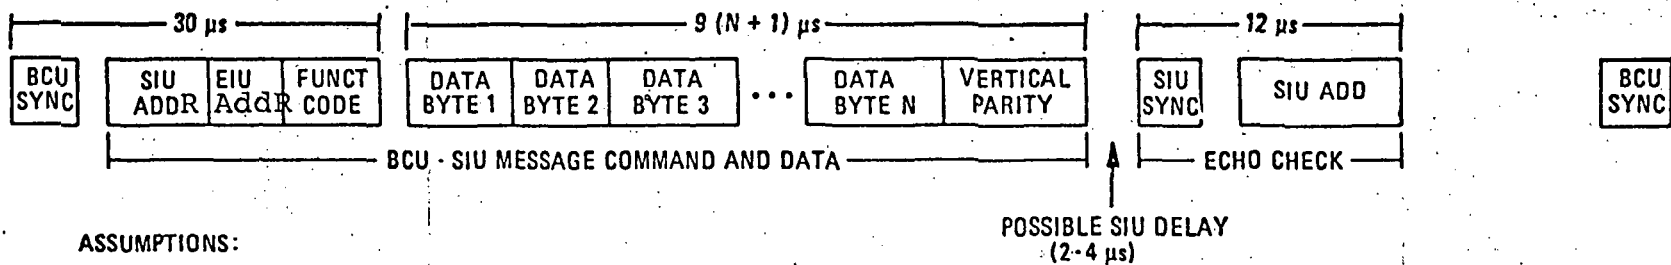 30 µs
9 (N + 1) µs
12 µs
BCU
SYNC
SIU
ADDR
EIU
AddR
FUNCT
CODE
DATA
BYTE 1
DATA
BYTE 2
DATA
BYTE 3
•••
DATA
BYTE N
VERTICAL
PARITY
SIU
SYNC
SIU ADD
BCU
SYNC
BCU - SIU MESSAGE COMMAND AND DATA
ECHO CHECK
POSSIBLE SIU DELAY
(2-4 µs)
ASSUMPTIONS: